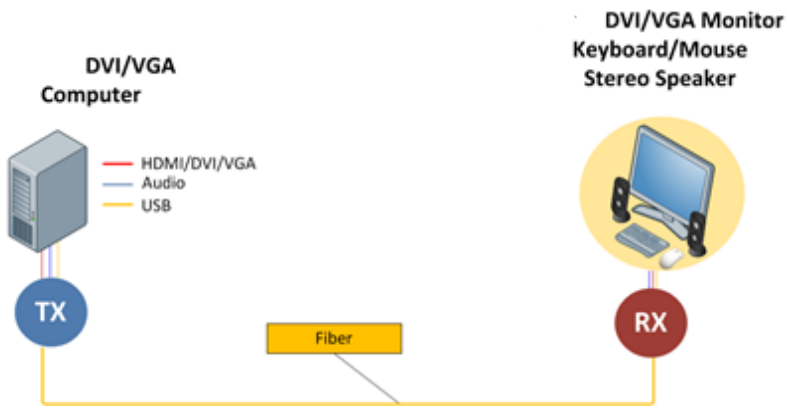 DVI/VGA
Computer
DVI/VGA Monitor
Keyboard/Mouse
Stereo Speaker
HDMI/DVI/VGA
Audio
USB
TX
RX
Fiber